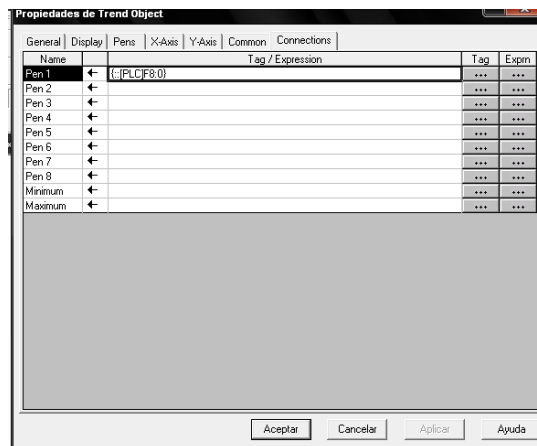 Propiedades de Trend Object
General Display Pens X-Axis Y-Axis Common Connections
Name Tag / Expression Tag Exprn
Pen 1 {::[PLC]F8:0} ... ...
Pen 2 ... ...
Pen 3 ... ...
Pen 4 ... ...
Pen 5 ... ...
Pen 6 ... ...
Pen 7 ... ...
Pen 8 ... ...
Minimum ... ...
Maximum ... ...
Aceptar Cancelar Aplicar Ayuda